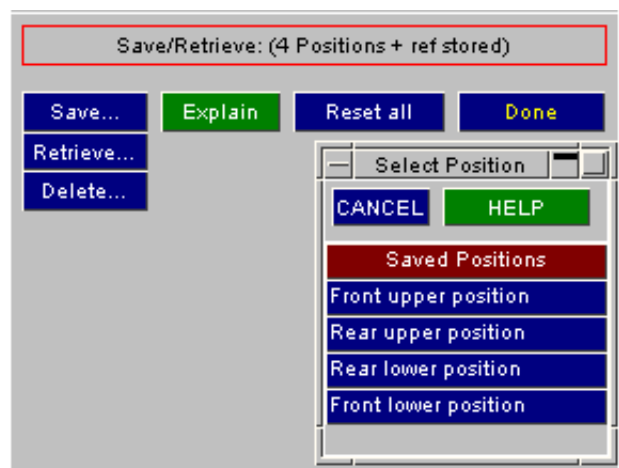 Save/Retrieve: (4 Positions + ref stored)
Save... Explain Reset all Done
Retrieve...
Delete...
Select Position
CANCEL HELP
Saved Positions
Front upper position
Rear upper position
Rear lower position
Front lower position